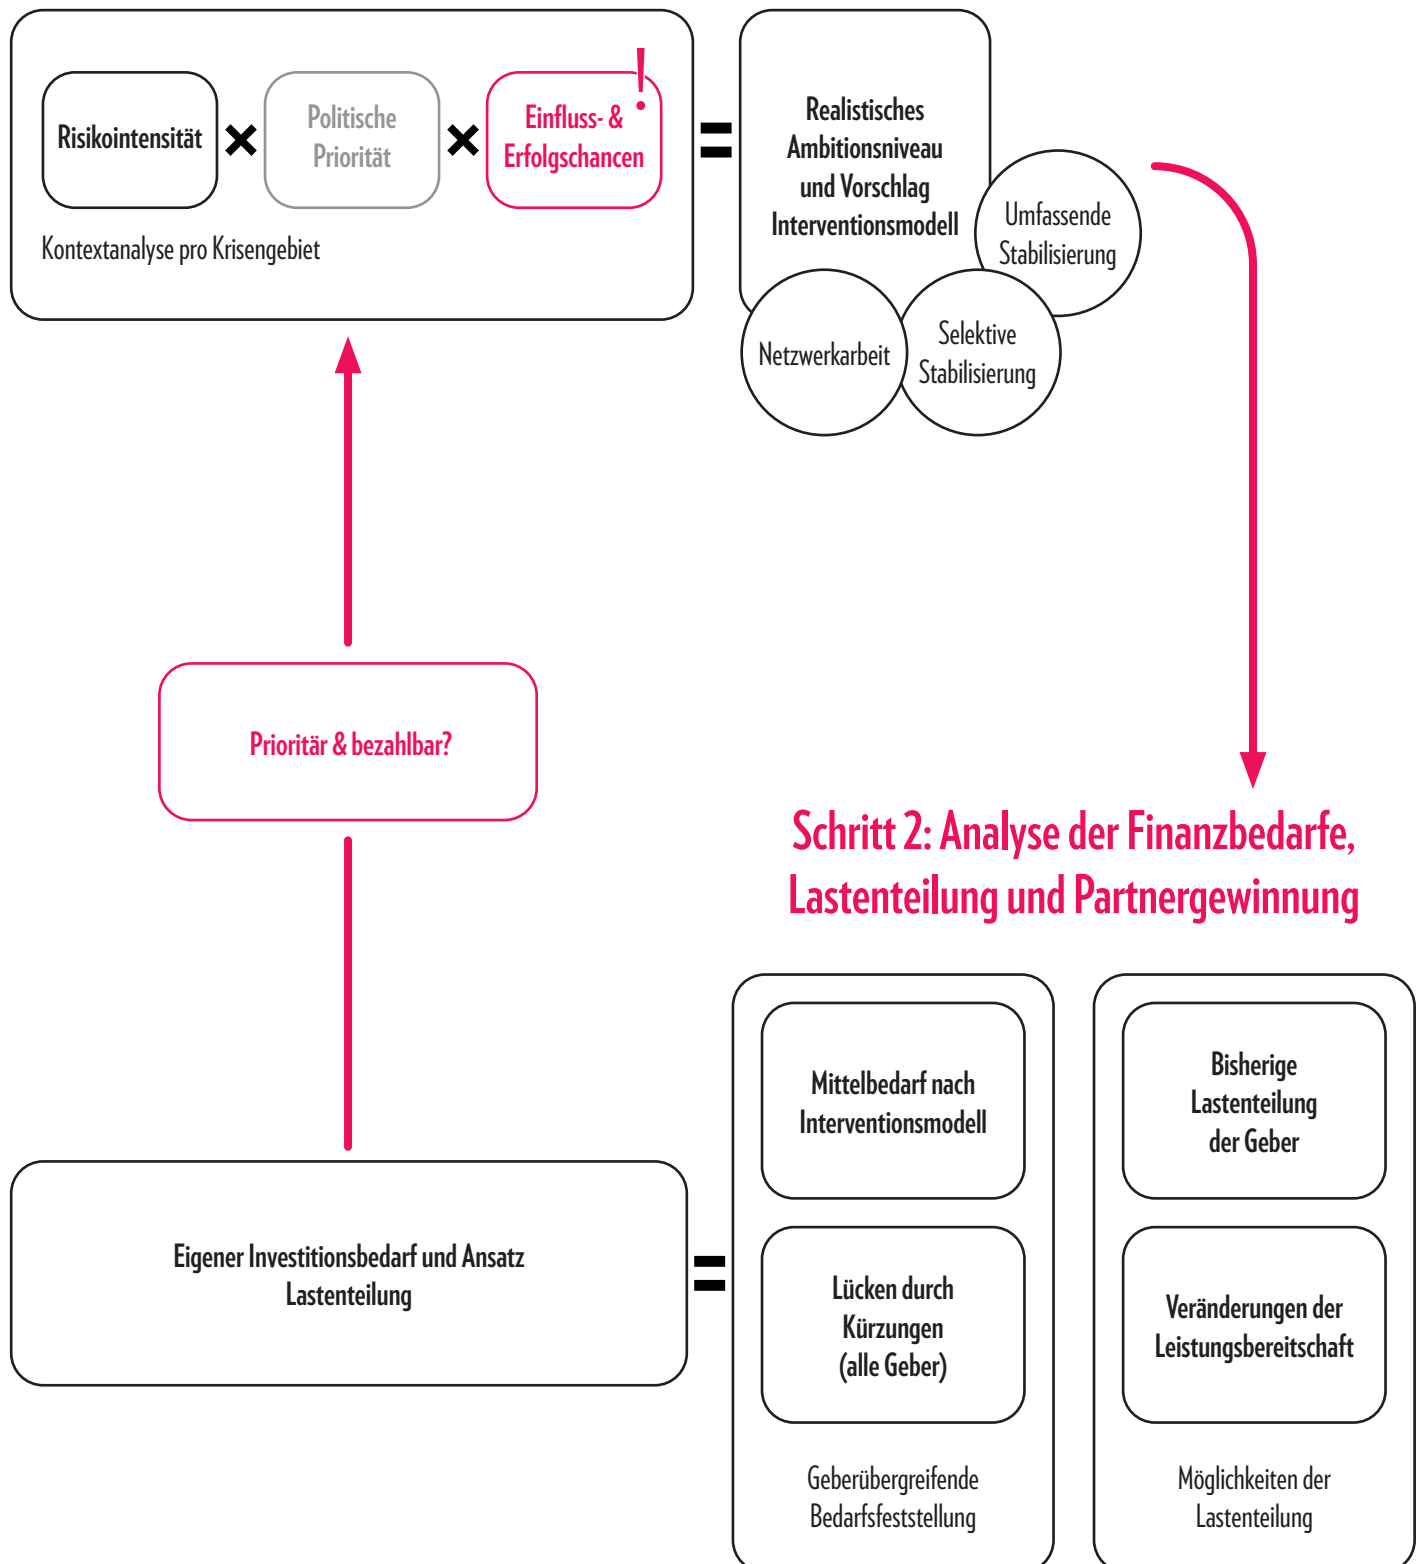 Risikointensität
×
Politische
Priorität
×
Einfluss- &
Erfolgschancen
!
Kontextanalyse pro Krisengebiet
=
Realistisches
Ambitionsniveau
und Vorschlag
Interventionsmodell
Umfassende
Stabilisierung
Selektive
Stabilisierung
Netzwerkarbeit
Prioritär & bezahlbar?
Schritt 2: Analyse der Finanzbedarfe,
Lastenteilung und Partnergewinnung
Eigener Investitionsbedarf und Ansatz
Lastenteilung
=
Mittelbedarf nach
Interventionsmodell
Lücken durch
Kürzungen
(alle Geber)
Geberübergreifende
Bedarfsfeststellung
Bisherige
Lastenteilung
der Geber
Veränderungen der
Leistungsbereitschaft
Möglichkeiten der
Lastenteilung